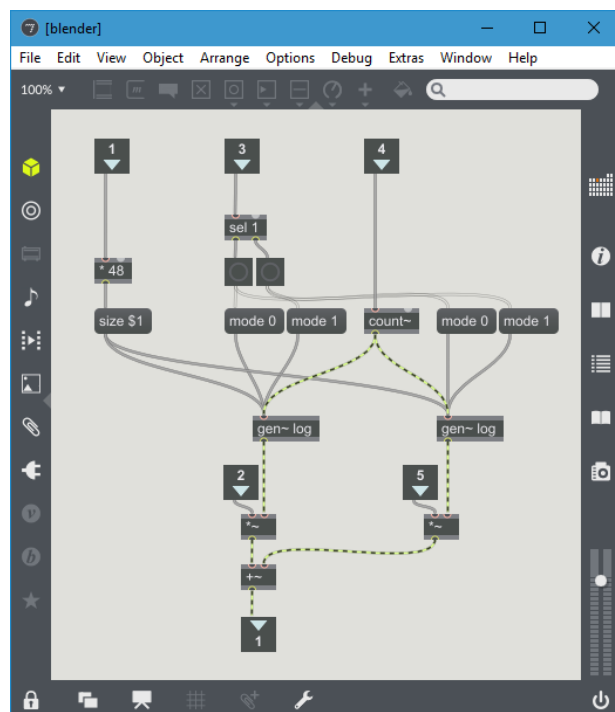 [blender]
File Edit View Object Arrange Options Debug Extras Window Help
100%
1 3 4
sel 1
* 48
size $1 mode 0 mode 1 count~ mode 0 mode 1
gen~ log gen~ log
2 5
*~ *~
+~
1